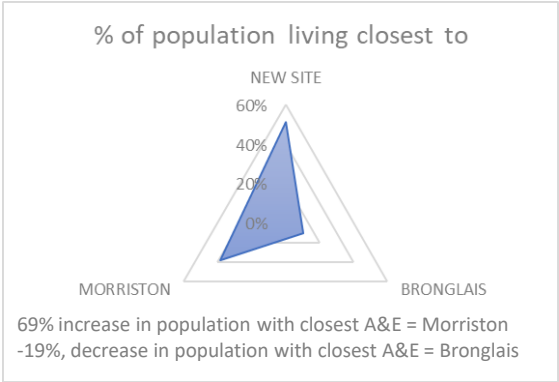 % of population living closest to
NEW SITE
60%
40%
20%
0%
MORRISTON
BRONGLAIS
69% increase in population with closest A&E = Morriston
-19%, decrease in population with closest A&E = Bronglais